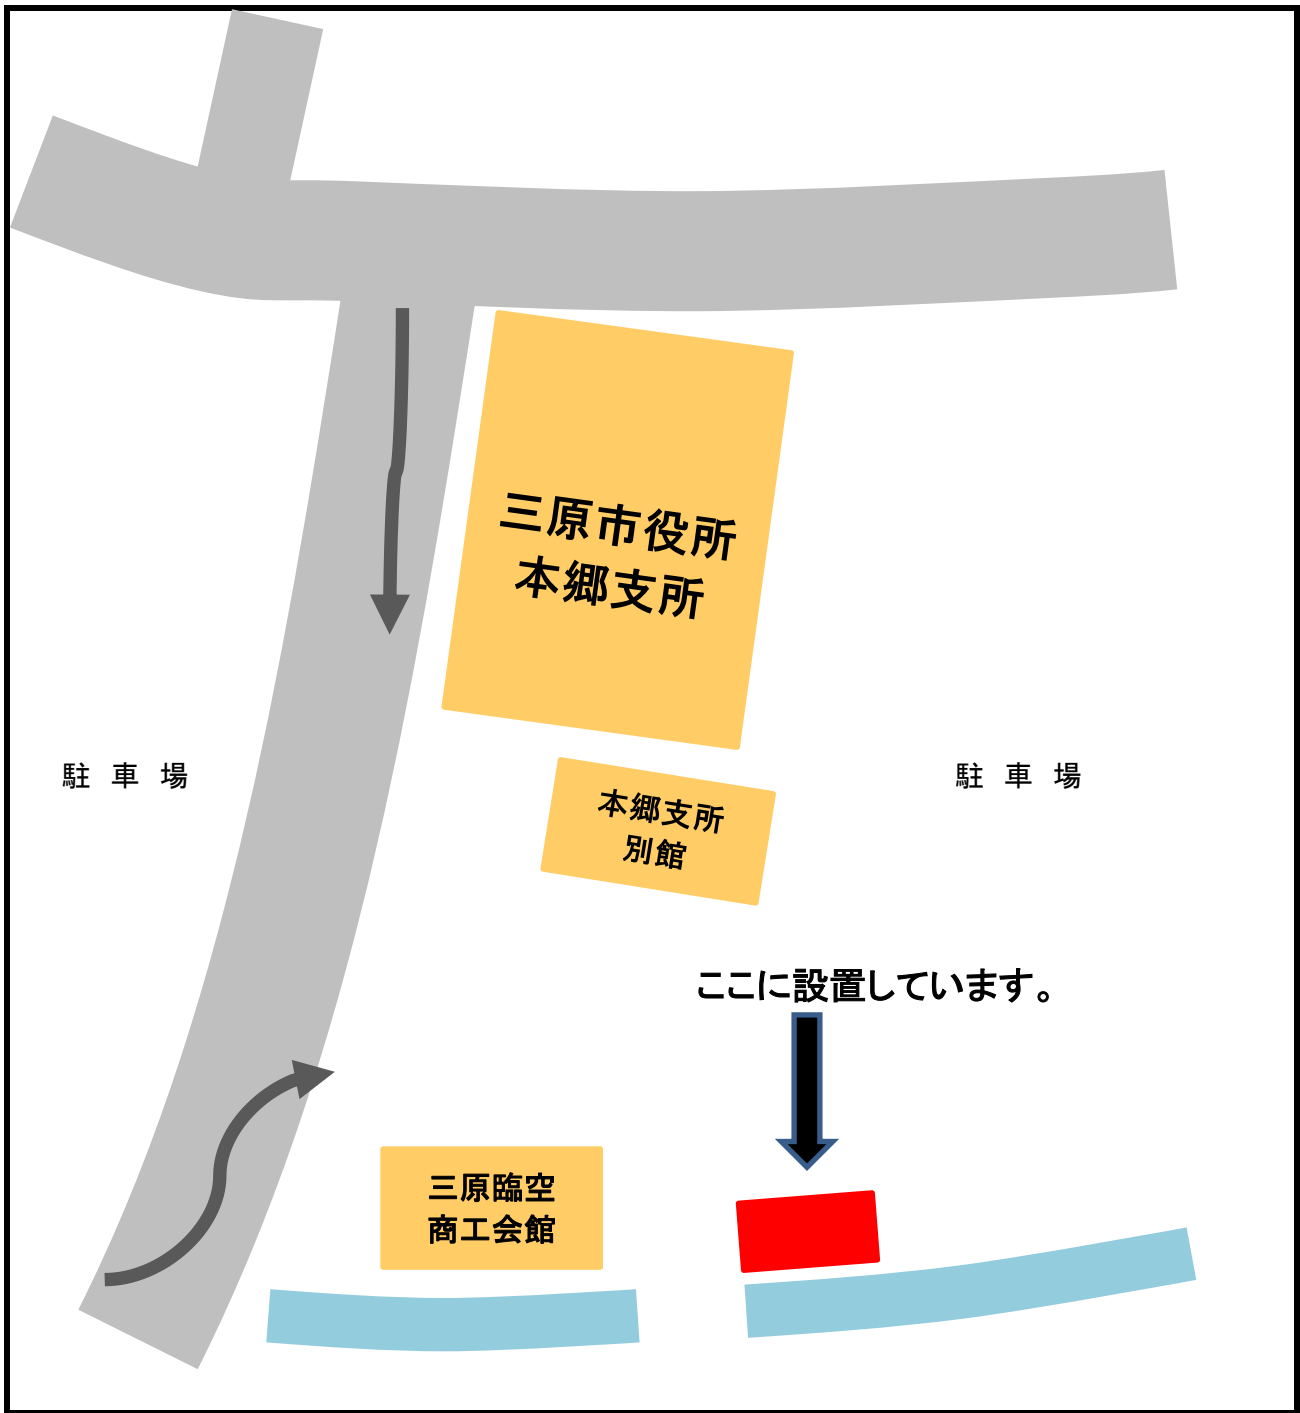 三原市役所
本郷支所
駐 車 場
駐 車 場
本郷支所
別館
ここに設置しています。
三原臨空
商工会館